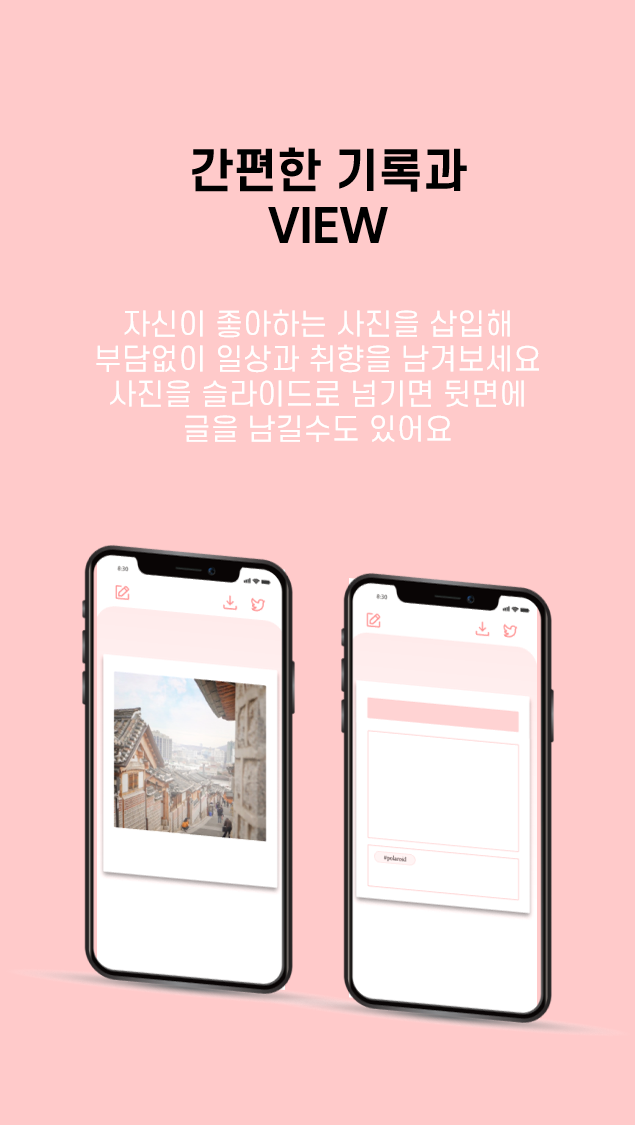 간편한 기록과
VIEW
자신이 좋아하는 사진을 삽입해
부담없이 일상과 취향을 남겨보세요
사진을 슬라이드로 넘기면 뒷면에
글을 남길수도 있어요
8:30
8:30
#polaroid